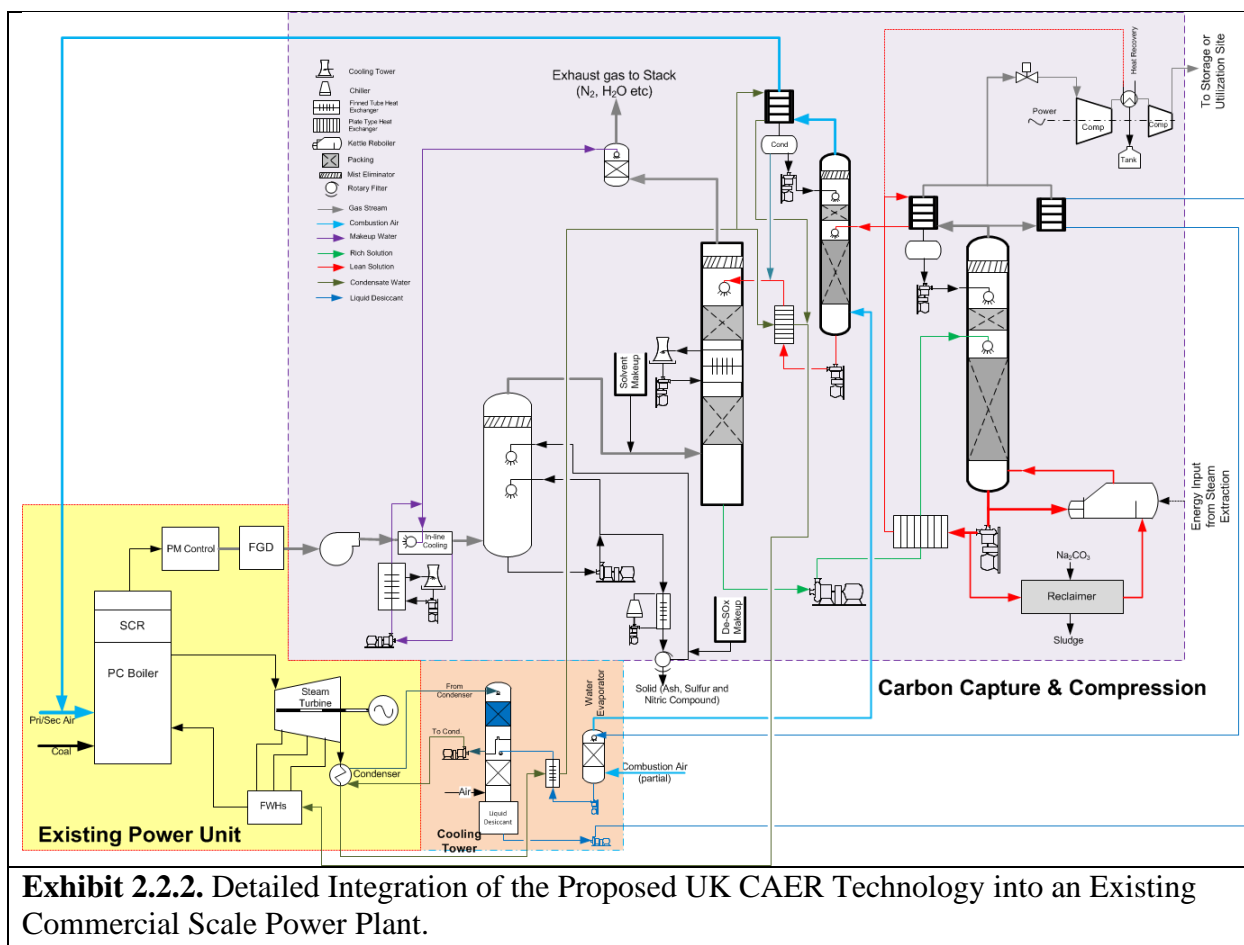 Cooling Tower
Chiller
Finned Tube Heat
Exchanger
Plate Type Heat
Exchanger
Kettle Reboiler
Packing
Mist Eliminator
Rotary Filter
Gas Stream
Combustion Air
Makeup Water
Rich Solution
Lean Solution
Condensate Water
Liquid Desiccant
Exhaust gas to Stack
(N₂, H₂O etc)
Cond
Power
Comp
Heat Recovery
Comp
Tank
To Storage or
Utilization Site
Solvent
Makeup
Energy Input
from Steam
Extraction
Na₂CO₃
Reclaimer
Sludge
In-line
Cooling
De-SOx
Makeup
Solid (Ash, Sulfur and
Nitric Compound)
Carbon Capture & Compression
PM Control
FGD
SCR
PC Boiler
Pri/Sec Air
Coal
Steam
Turbine
Condenser
FWHs
Existing Power Unit
From
Condenser
To Cond.
Air
Liquid
Desiccant
Cooling
Tower
Water
Evaporator
Combustion Air
(partial)
Exhibit 2.2.2. Detailed Integration of the Proposed UK CAER Technology into an Existing
Commercial Scale Power Plant.